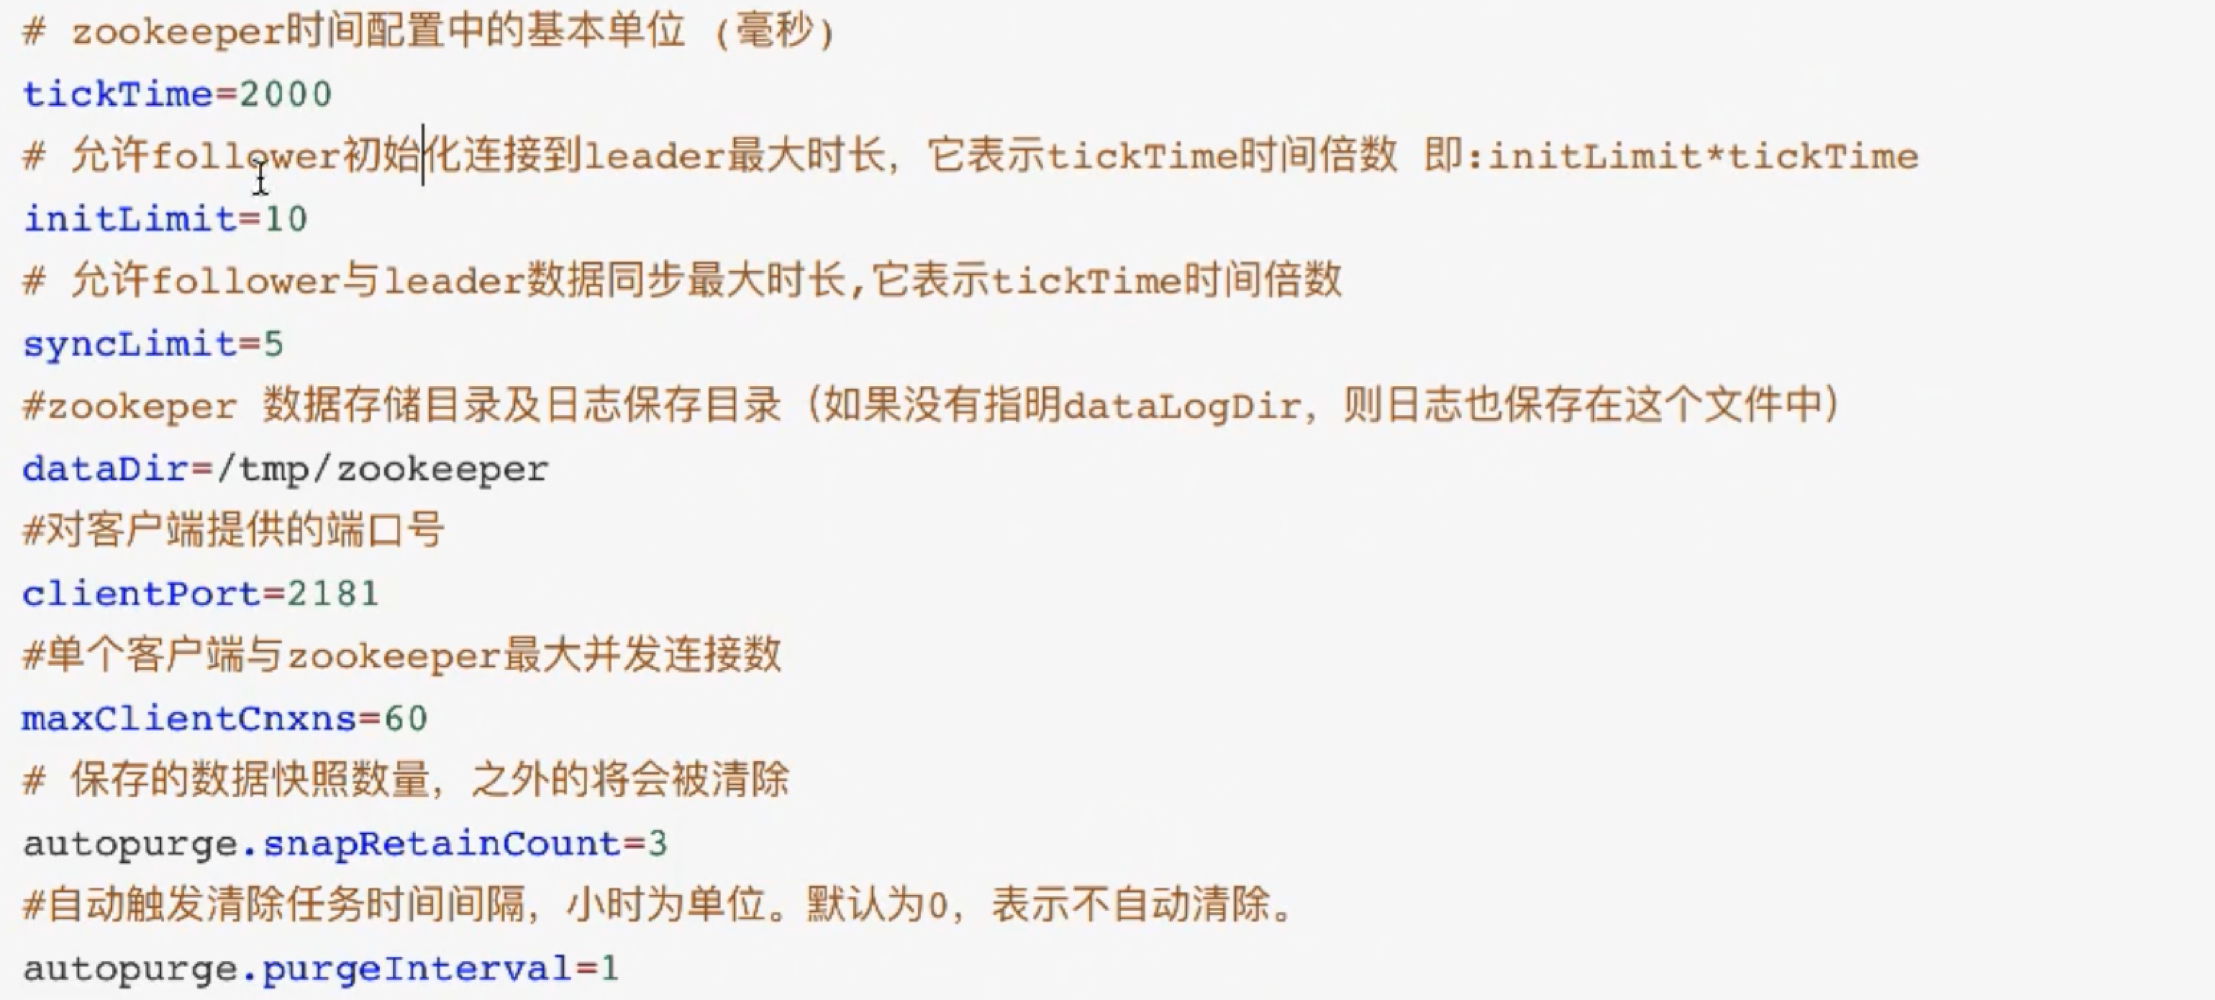 # zookeeper时间配置中的基本单位 (毫秒)
tickTime=2000
# 允许follower初始化连接到leader最大时长，它表示tickTime时间倍数 即:initLimit*tickTime
initLimit=10
# 允许follower与leader数据同步最大时长,它表示tickTime时间倍数
syncLimit=5
#zookeper 数据存储目录及日志保存目录（如果没有指明dataLogDir，则日志也保存在这个文件中）
dataDir=/tmp/zookeeper
#对客户端提供的端口号
clientPort=2181
#单个客户端与zookeeper最大并发连接数
maxClientCnxns=60
# 保存的数据快照数量，之外的将会被清除
autopurge.snapRetainCount=3
#自动触发清除任务时间间隔，小时为单位。默认为0，表示不自动清除。
autopurge.purgeInterval=1